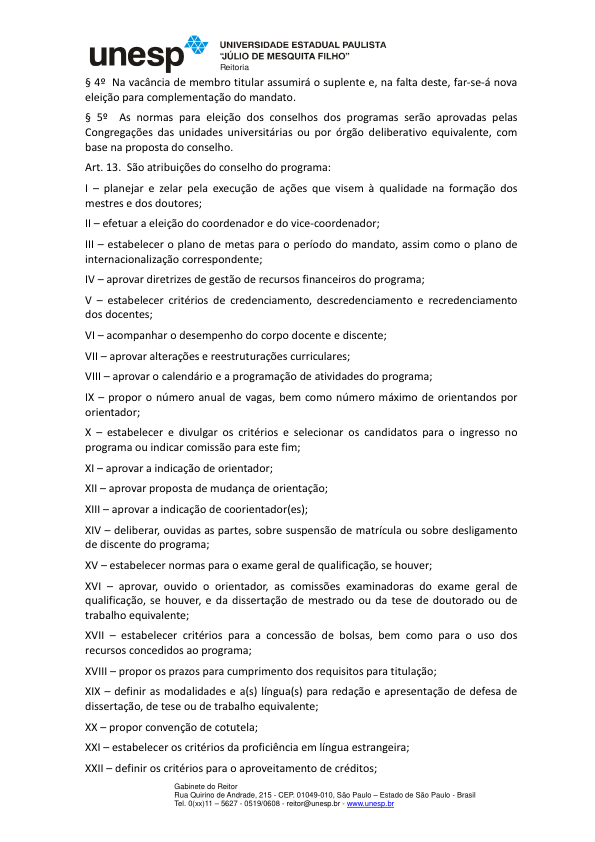 unesp
UNIVERSIDADE ESTADUAL PAULISTA
"JÚLIO DE MESQUITA FILHO"
Reitoria
§ 4º Na vacância de membro titular assumirá o suplente e, na falta deste, far-se-á nova
eleição para complementação do mandato.
§ 5º As normas para eleição dos conselhos dos programas serão aprovadas pelas
Congregações das unidades universitárias ou por órgão deliberativo equivalente, com
base na proposta do conselho.
Art. 13. São atribuições do conselho do programa:
I – planejar e zelar pela execução de ações que visem à qualidade na formação dos
mestres e dos doutores;
II – efetuar a eleição do coordenador e do vice-coordenador;
III – estabelecer o plano de metas para o período do mandato, assim como o plano de
internacionalização correspondente;
IV – aprovar diretrizes de gestão de recursos financeiros do programa;
V – estabelecer critérios de credenciamento, descredenciamento e recredenciamento
dos docentes;
VI – acompanhar o desempenho do corpo docente e discente;
VII – aprovar alterações e reestruturações curriculares;
VIII – aprovar o calendário e a programação de atividades do programa;
IX – propor o número anual de vagas, bem como número máximo de orientandos por
orientador;
X – estabelecer e divulgar os critérios e selecionar os candidatos para o ingresso no
programa ou indicar comissão para este fim;
XI – aprovar a indicação de orientador;
XII – aprovar proposta de mudança de orientação;
XIII – aprovar a indicação de coorientador(es);
XIV – deliberar, ouvidas as partes, sobre suspensão de matrícula ou sobre desligamento
de discente do programa;
XV – estabelecer normas para o exame geral de qualificação, se houver;
XVI – aprovar, ouvido o orientador, as comissões examinadoras do exame geral de
qualificação, se houver, e da dissertação de mestrado ou da tese de doutorado ou de
trabalho equivalente;
XVII – estabelecer critérios para a concessão de bolsas, bem como para o uso dos
recursos concedidos ao programa;
XVIII – propor os prazos para cumprimento dos requisitos para titulação;
XIX – definir as modalidades e a(s) língua(s) para redação e apresentação de defesa de
dissertação, de tese ou de trabalho equivalente;
XX – propor convenção de cotutela;
XXI – estabelecer os critérios da proficiência em língua estrangeira;
XXII – definir os critérios para o aproveitamento de créditos;
Gabinete do Reitor
Rua Quirino de Andrade, 215 - CEP. 01049-010, São Paulo – Estado de São Paulo - Brasil
Tel. 0(xx)11 – 5627 - 0519/0608 - reitor@unesp.br - www.unesp.br